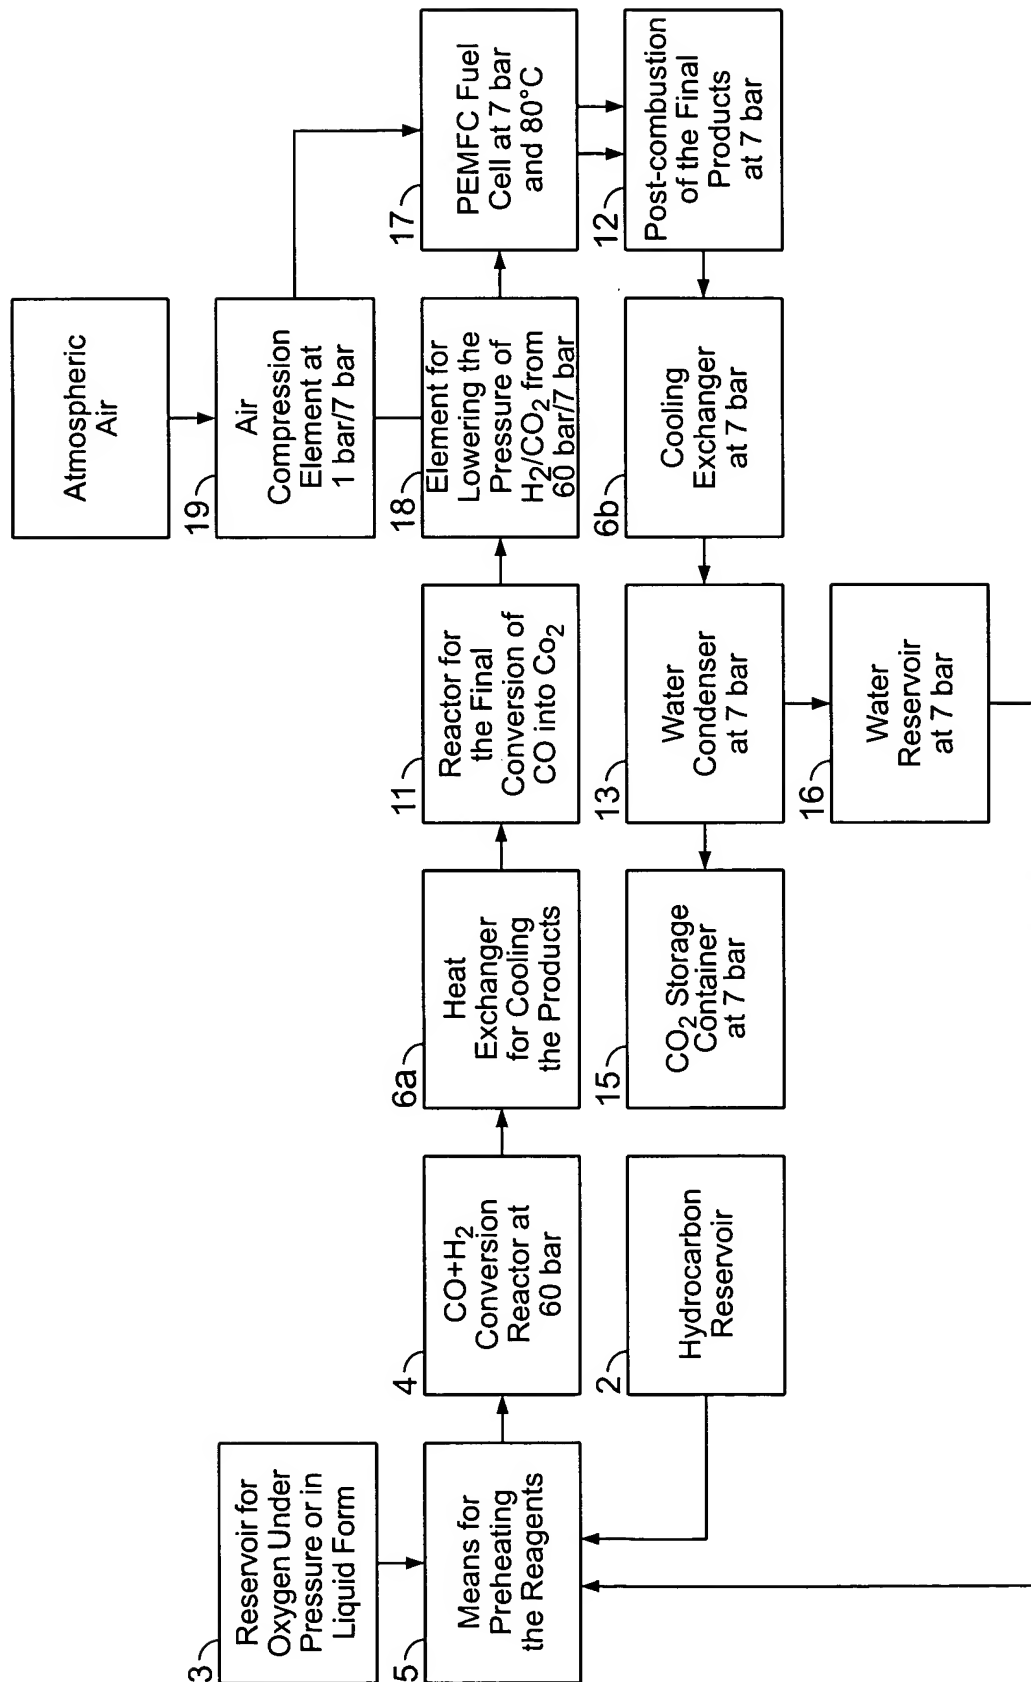 3
Reservoir for
Oxygen Under
Pressure or in
Liquid Form
5
Means for
Preheating
the Reagents
4
CO+H2
Conversion
Reactor at
60 bar
2
Hydrocarbon
Reservoir
6a
Heat
Exchanger
for Cooling
the Products
11
Reactor for
the Final
Conversion of
CO into Co2
Atmospheric
Air
19
Air
Compression
Element at
1 bar/7 bar
18
Element for
Lowering the
Pressure of
H2/CO2 from
60 bar/7 bar
17
PEMFC Fuel
Cell at 7 bar
and 80°C
12
Post-combustion
of the Final
Products
at 7 bar
6b
Cooling
Exchanger
at 7 bar
13
Water
Condenser
at 7 bar
15
CO2 Storage
Container
at 7 bar
16
Water
Reservoir
at 7 bar